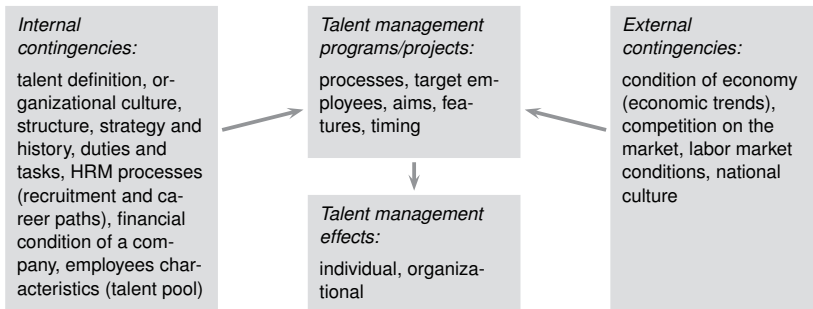 Internal
contingencies:
talent definition, or-
ganizational culture,
structure, strategy and
history, duties and
tasks, HRM processes
(recruitment and ca-
reer paths), financial
condition of a com-
pany, employees char-
acteristics (talent pool)
Talent management
programs/projects:
processes, target em-
ployees, aims, fea-
tures, timing
Talent management
effects:
individual, organiza-
tional
External
contingencies:
condition of economy
(economic trends),
competition on the
market, labor market
conditions, national
culture